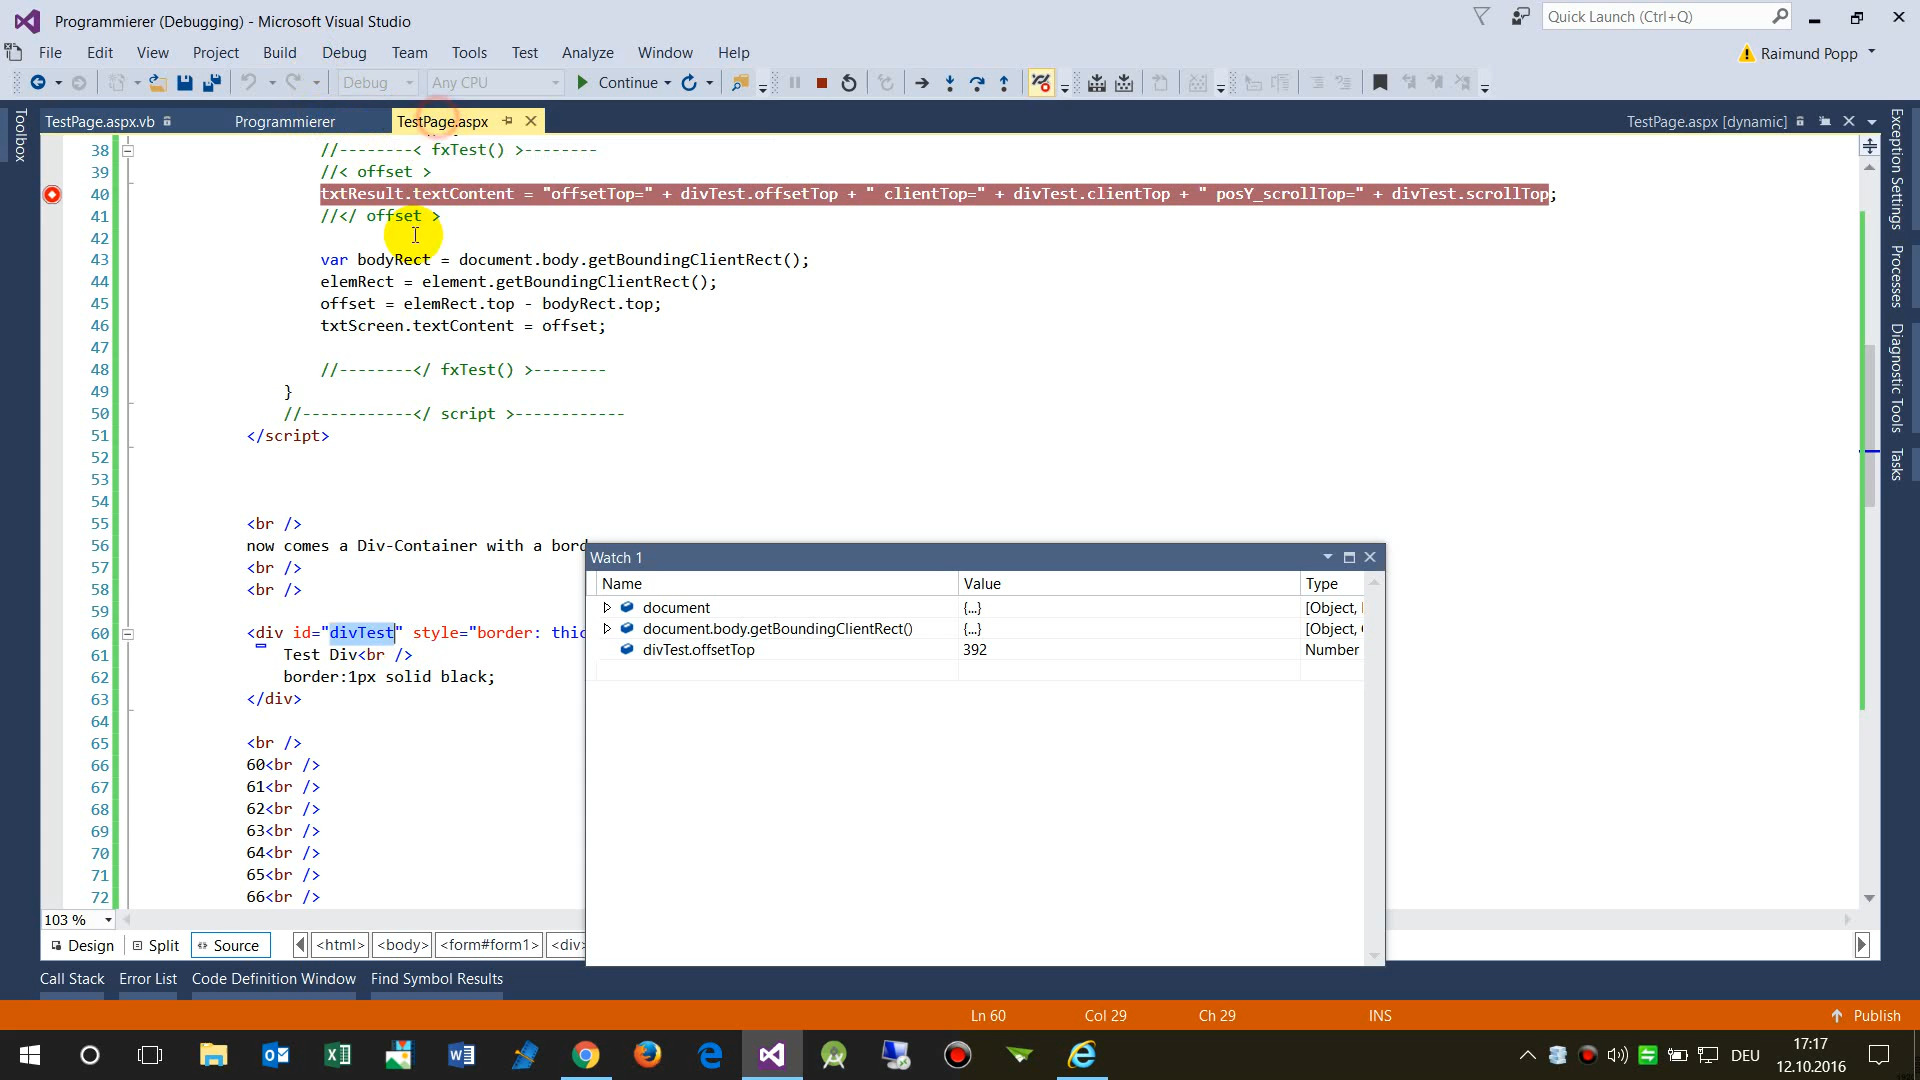 Programmierer (Debugging) - Microsoft Visual Studio
Quick Launch (Ctrl+Q)
File Edit View Project Build Debug Team Tools Test Analyze Window Help
Raimund Popp
Debug Any CPU Continue
Toolbox
TestPage.aspx.vb Programmierer TestPage.aspx TestPage.aspx [dynamic]
38 //--------< fxTest() >--------
39 //< offset >
40 txtResult.textContent = "offsetTop=" + divTest.offsetTop + " clientTop=" + divTest.clientTop + " posY_scrollTop=" + divTest.scrollTop;
41 //</ offset >
42
43 var bodyRect = document.body.getBoundingClientRect();
44 elemRect = element.getBoundingClientRect();
45 offset = elemRect.top - bodyRect.top;
46 txtScreen.textContent = offset;
47
48 //--------</ fxTest() >--------
49 }
50 //------------</ script >------------
51 </script>
52
53
54
55 <br />
56 now comes a Div-Container with a bord
57 <br />
58 <br />
59
60 <div id="divTest" style="border: thic
61 Test Div<br />
62 border:1px solid black;
63 </div>
64
65 <br />
66 60<br />
67 61<br />
68 62<br />
69 63<br />
70 64<br />
71 65<br />
72 66<br />
Watch 1
Name Value Type
document {...} [Object,
document.body.getBoundingClientRect() {...} [Object,
divTest.offsetTop 392 Number
Exception Settings
Processes
Diagnostic Tools
Tasks
103 %
Design Split Source <html> <body> <form#form1> <div>
Call Stack Error List Code Definition Window Find Symbol Results
Ln 60 Col 29 Ch 29 INS Publish
DEU
17:17
12.10.2016